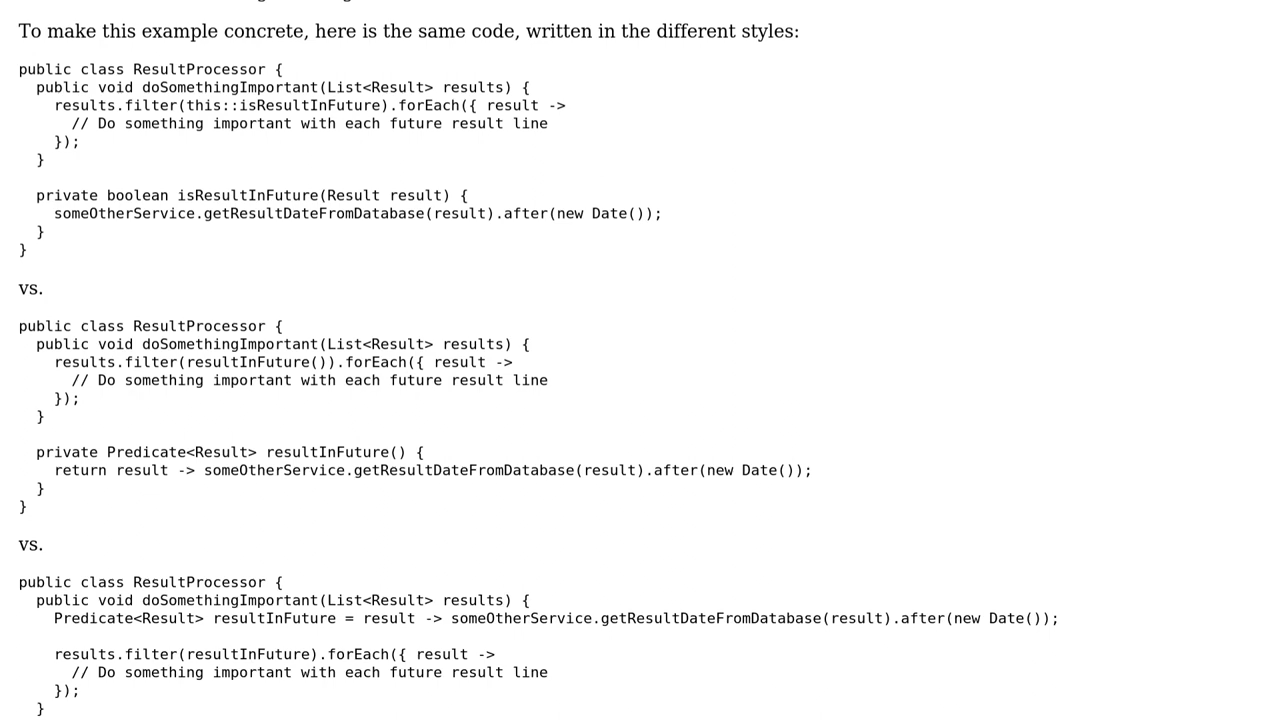 To make this example concrete, here is the same code, written in the different styles:
public class ResultProcessor {
  public void doSomethingImportant(List<Result> results) {
    results.filter(this::isResultInFuture).forEach({ result ->
      // Do something important with each future result line
    });
  }

  private boolean isResultInFuture(Result result) {
    someOtherService.getResultDateFromDatabase(result).after(new Date());
  }
}
vs.
public class ResultProcessor {
  public void doSomethingImportant(List<Result> results) {
    results.filter(resultInFuture()).forEach({ result ->
      // Do something important with each future result line
    });
  }

  private Predicate<Result> resultInFuture() {
    return result -> someOtherService.getResultDateFromDatabase(result).after(new Date());
  }
}
vs.
public class ResultProcessor {
  public void doSomethingImportant(List<Result> results) {
    Predicate<Result> resultInFuture = result -> someOtherService.getResultDateFromDatabase(result).after(new Date());

    results.filter(resultInFuture).forEach({ result ->
      // Do something important with each future result line
    });
  }